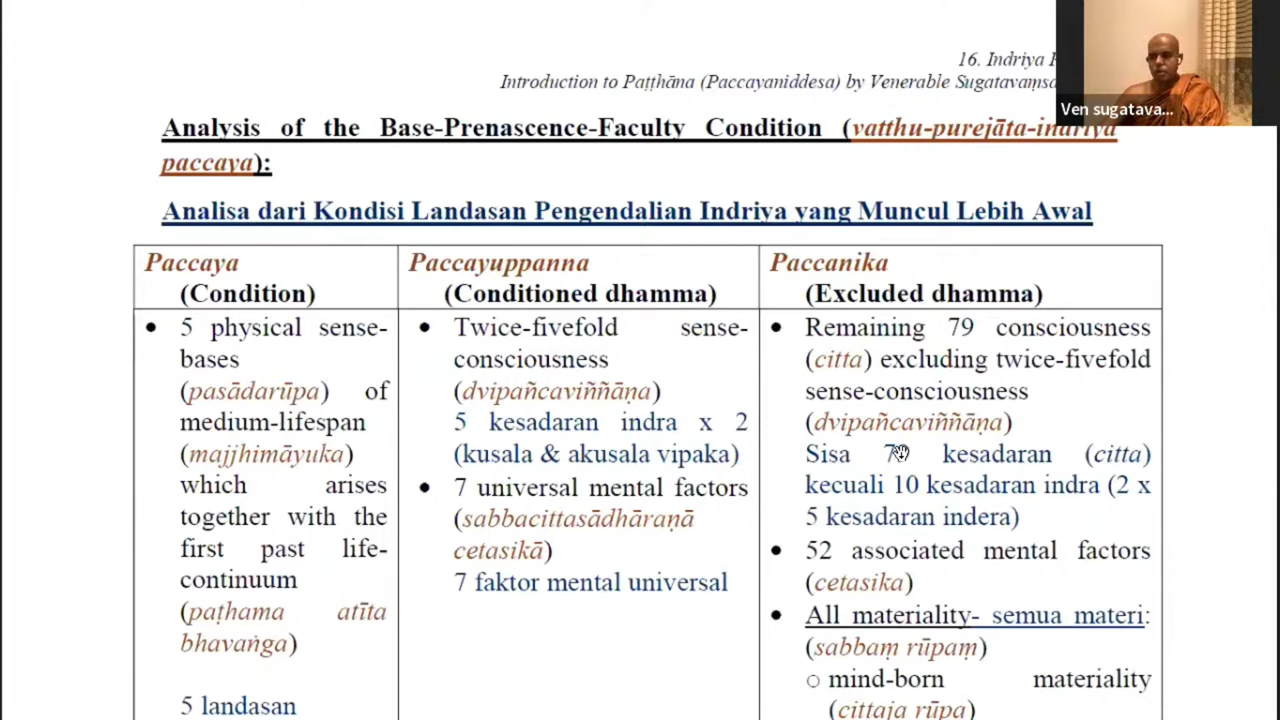 16. Indriya
Introduction to Paṭṭhāna (Paccayaniddesa) by Venerable Sugatavaṃsa
Ven sugatava...
Analysis of the Base-Prenascence-Faculty Condition (vatthu-purejāta-indriya
paccaya):
Analisa dari Kondisi Landasan Pengendalian Indriya yang Muncul Lebih Awal
Paccaya
(Condition)
• 5 physical sense-
bases
(pasādarūpa) of
medium-lifespan
(majjhimāyuka)
which arises
together with the
first past life-
continuum
(paṭhama atīta
bhavaṅga)
5 landasan
Paccayuppanna
(Conditioned dhamma)
• Twice-fivefold sense-
consciousness
(dvipañcaviññāṇa)
5 kesadaran indra x 2
(kusala & akusala vipaka)
• 7 universal mental factors
(sabbacittasādhāraṇā
cetasikā)
7 faktor mental universal
Paccanika
(Excluded dhamma)
• Remaining 79 consciousness
(citta) excluding twice-fivefold
sense-consciousness
(dvipañcaviññāṇa)
Sisa kesadaran (citta)
kecuali 10 kesadaran indra (2 x
5 kesadaran indera)
• 52 associated mental factors
(cetasika)
• All materiality- semua materi:
(sabbaṃ rūpaṃ)
○ mind-born materiality
(cittaja rūpa)